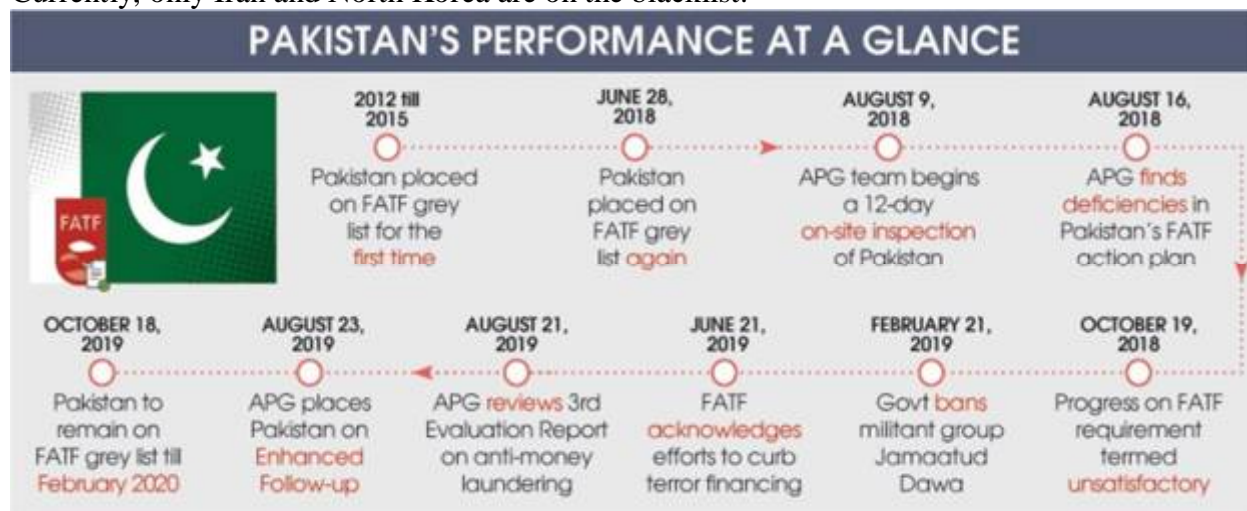 Currently, only Iran and North Korea are on the blacklist.
PAKISTAN'S PERFORMANCE AT A GLANCE
FATF
2012 till
2015
Pakistan placed
on FATF grey
list for the
first time
JUNE 28,
2018
Pakistan
placed on
FATF grey
list again
AUGUST 9,
2018
APG team begins
a 12-day
on-site inspection
of Pakistan
AUGUST 16,
2018
APG finds
deficiencies in
Pakistan's FATF
action plan
OCTOBER 19,
2018
Progress on FATF
requirement
termed
unsatisfactory
FEBRUARY 21,
2019
Govt bans
militant group
Jamaatud
Dawa
JUNE 21,
2019
FATF
acknowledges
efforts to curb
terror financing
AUGUST 21,
2019
APG reviews 3rd
Evaluation Report
on anti-money
laundering
AUGUST 23,
2019
APG places
Pakistan on
Enhanced
Follow-up
OCTOBER 18,
2019
Pakistan to
remain on
FATF grey list till
February 2020